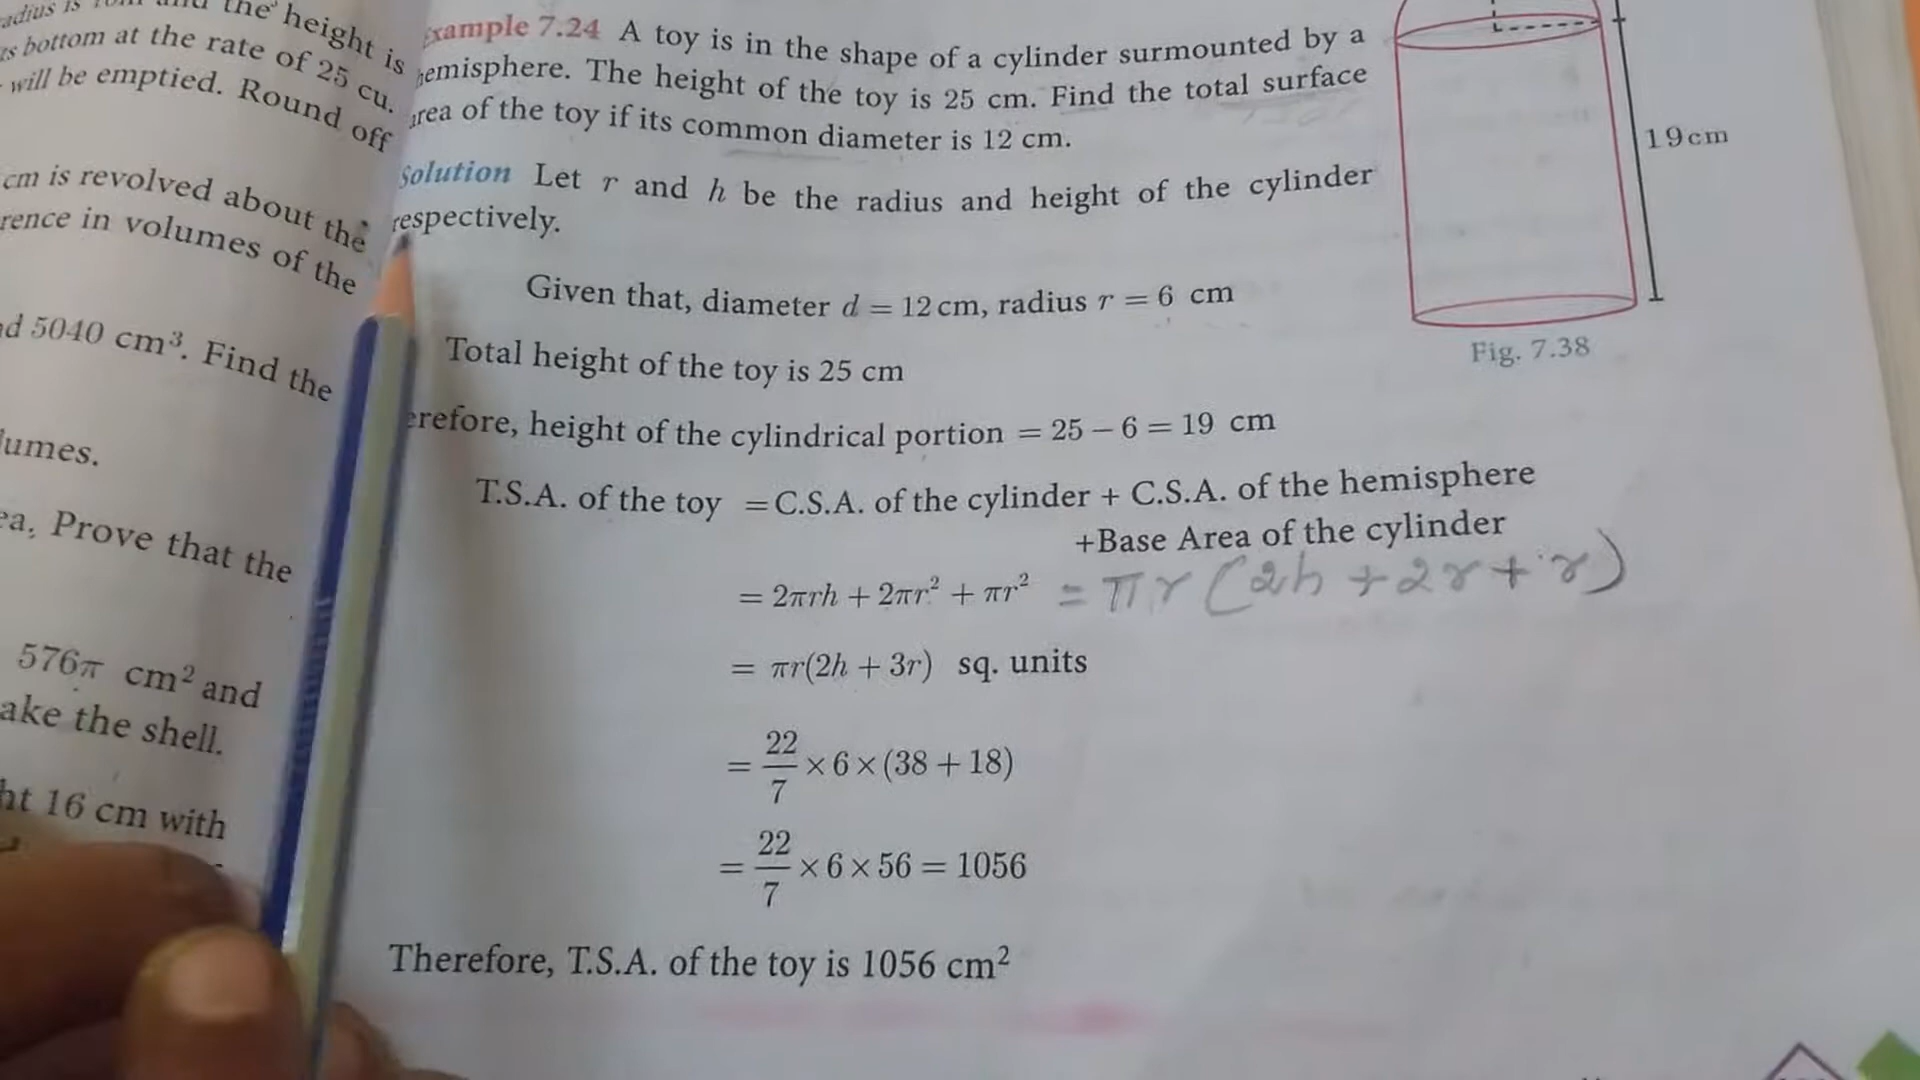 the height is
s bottom at the rate of 25 cu.
will be emptied. Round off
cm is revolved about the
rence in volumes of the
d 5040 cm³. Find the
lumes.
a. Prove that the
576π cm² and
ake the shell.
ht 16 cm with
xample 7.24 A toy is in the shape of a cylinder surmounted by a
hemisphere. The height of the toy is 25 cm. Find the total surface
area of the toy if its common diameter is 12 cm.
Solution Let r and h be the radius and height of the cylinder
respectively.
Given that, diameter d = 12 cm, radius r = 6 cm
Total height of the toy is 25 cm
erefore, height of the cylindrical portion = 25 − 6 = 19 cm
T.S.A. of the toy = C.S.A. of the cylinder + C.S.A. of the hemisphere
+Base Area of the cylinder
= 2πrh + 2πr² + πr² = πr (2h + 2r + r)
= πr(2h + 3r) sq. units
= 22/7 × 6 × (38 + 18)
= 22/7 × 6 × 56 = 1056
Therefore, T.S.A. of the toy is 1056 cm²
19cm
Fig. 7.38